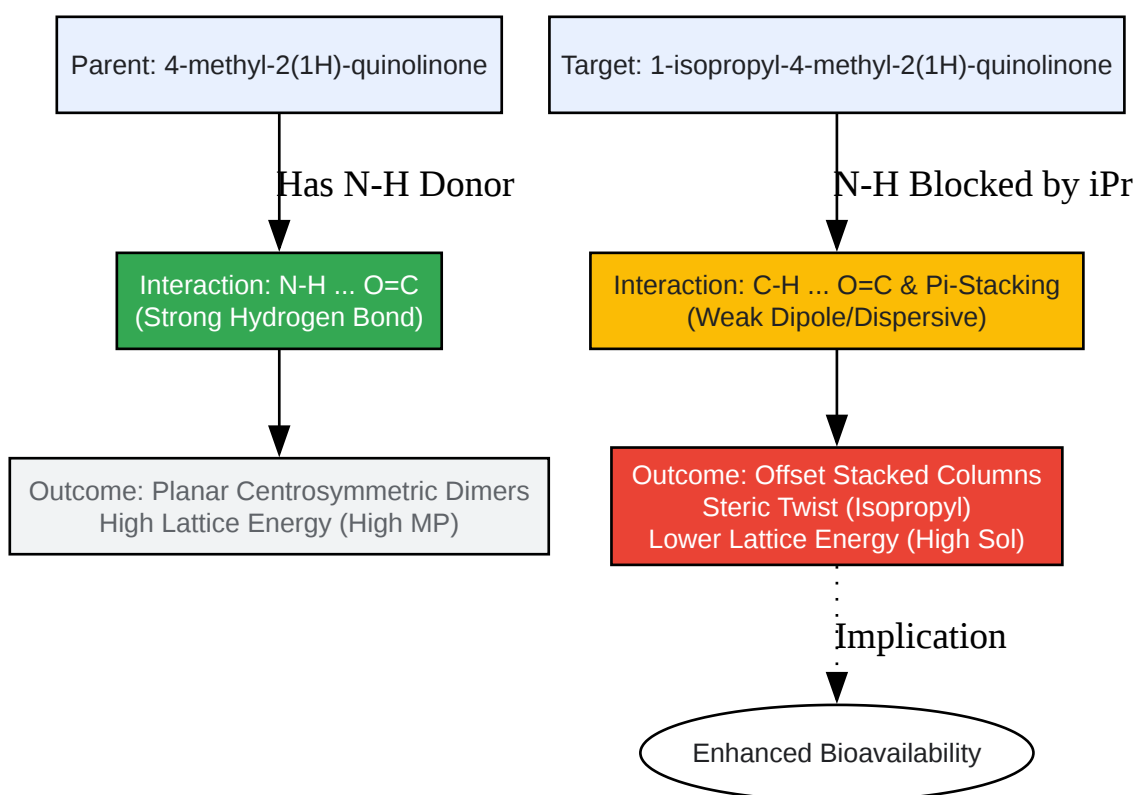 Parent: 4-methyl-2(1H)-quinolinone
Target: 1-isopropyl-4-methyl-2(1H)-quinolinone
Has N-H Donor
N-H Blocked by iPr
Interaction: N-H ... O=C
(Strong Hydrogen Bond)
Interaction: C-H ... O=C & Pi-Stacking
(Weak Dipole/Dispersive)
Outcome: Planar Centrosymmetric Dimers
High Lattice Energy (High MP)
Outcome: Offset Stacked Columns
Steric Twist (Isopropyl)
Lower Lattice Energy (High Sol)
Implication
Enhanced Bioavailability